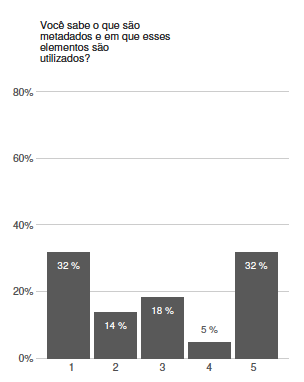 Você sabe o que são
metadados e em que esses
elementos são
utilizados?
80%
60%
40%
20%
0%
32 %
14 %
18 %
5 %
32 %
1 2 3 4 5